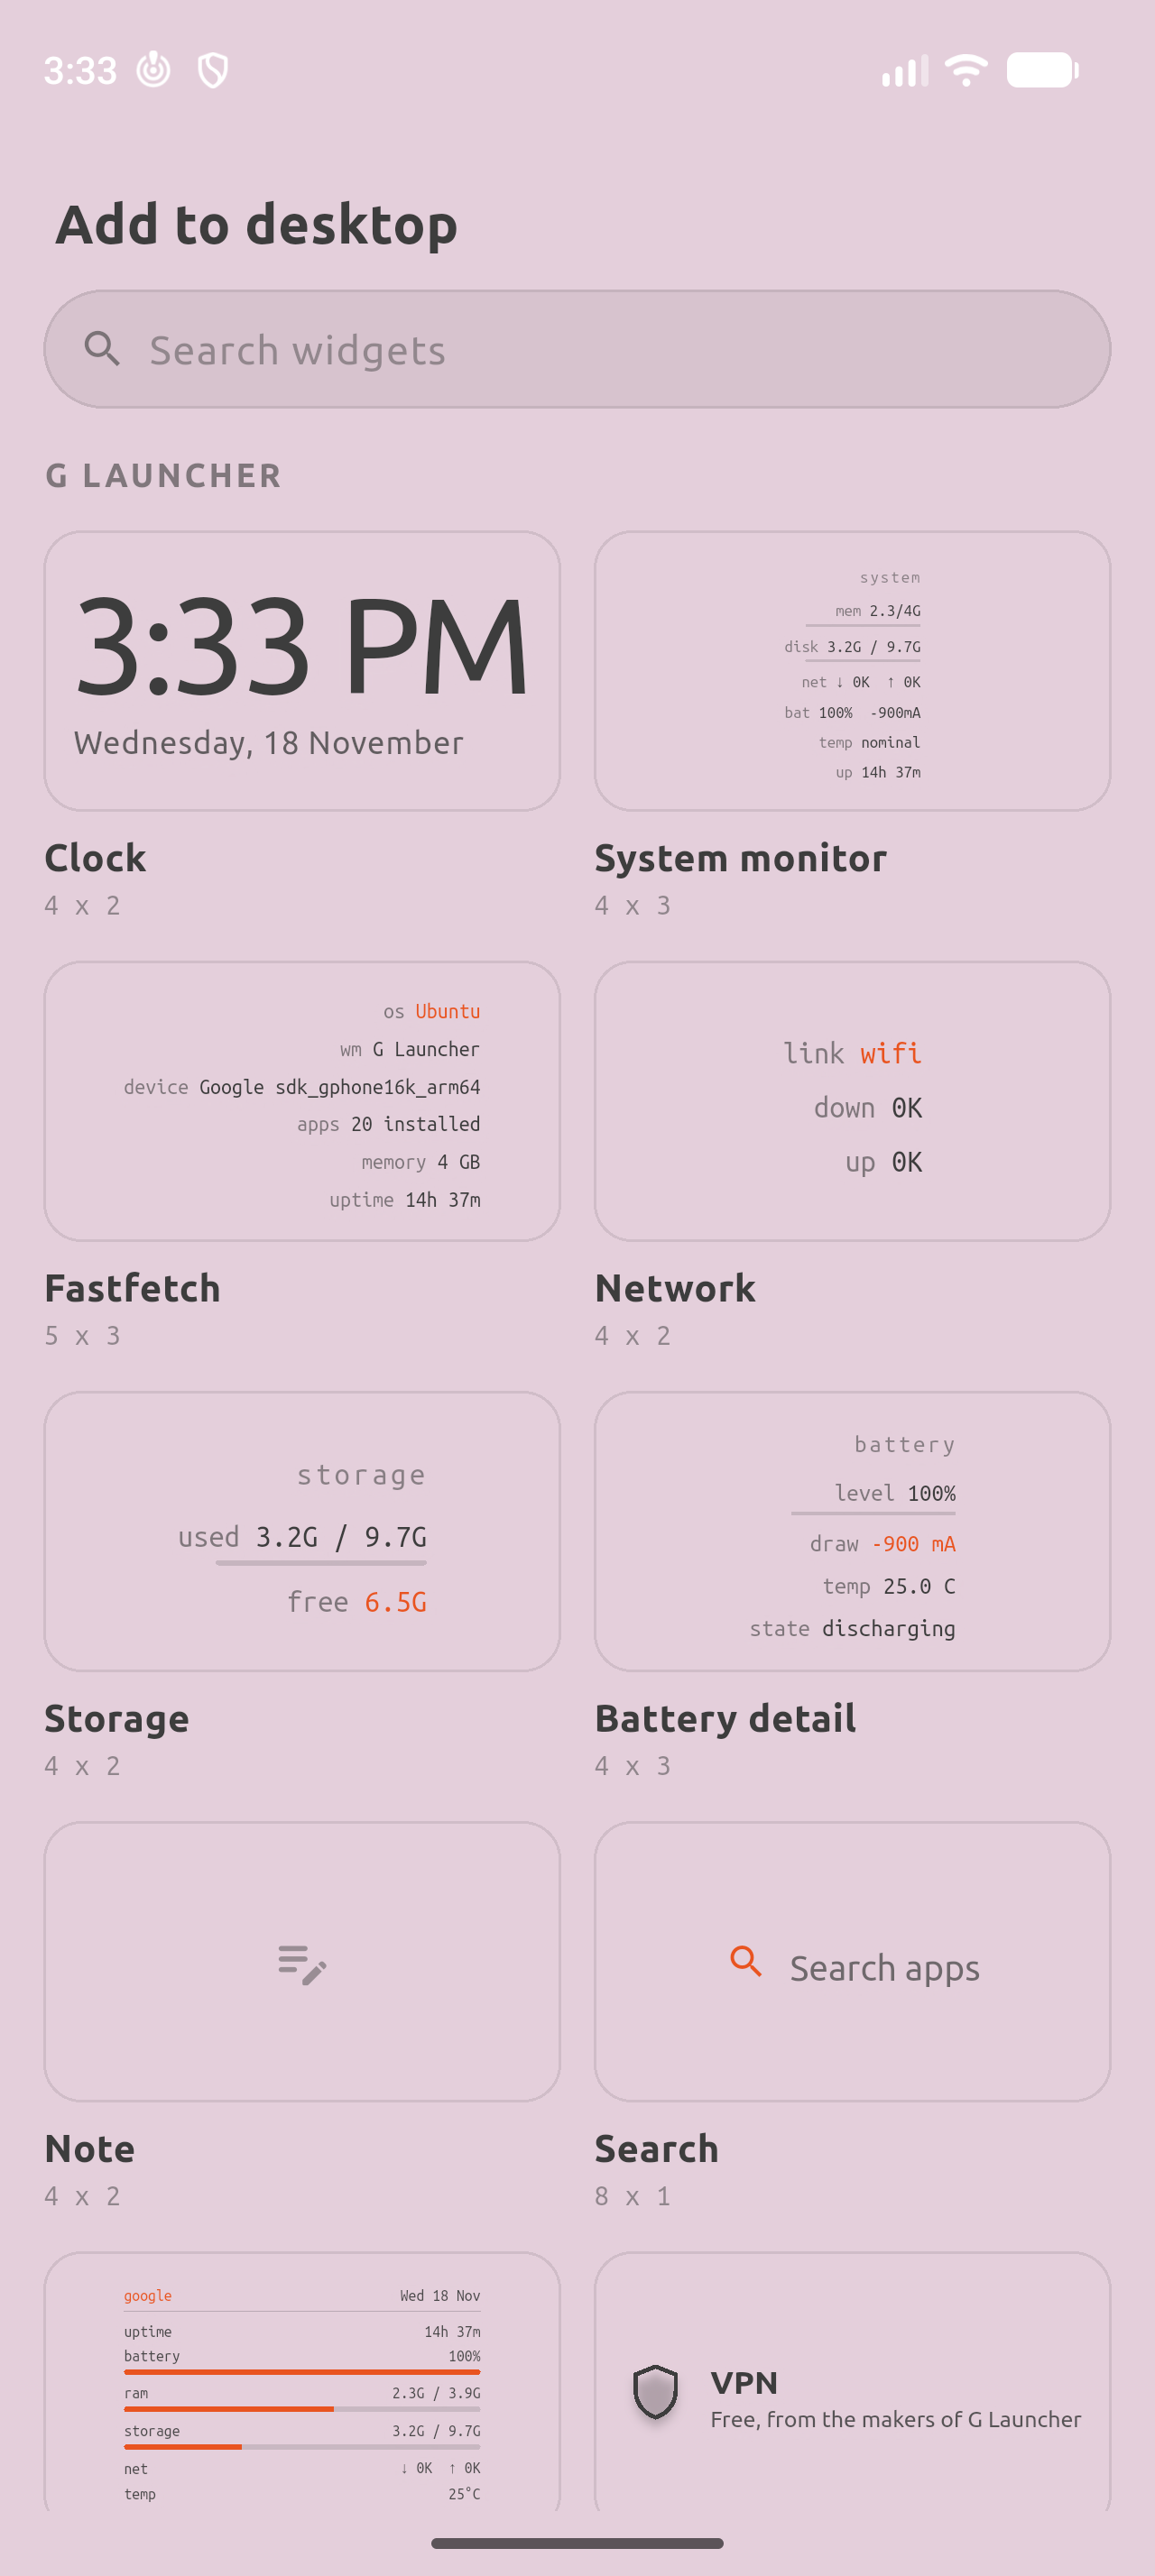 3:33
Add to desktop
Search widgets
G LAUNCHER
3:33 PM
Wednesday, 18 November
Clock
4 x 2
system
mem 2.3/4G
disk 3.2G / 9.7G
net ↓ 0K ↑ 0K
bat 100% -900mA
temp nominal
up 14h 37m
System monitor
4 x 3
os Ubuntu
wm G Launcher
device Google sdk_gphone16k_arm64
apps 20 installed
memory 4 GB
uptime 14h 37m
Fastfetch
5 x 3
link wifi
down 0K
up 0K
Network
4 x 2
storage
used 3.2G / 9.7G
free 6.5G
Storage
4 x 2
battery
level 100%
draw -900 mA
temp 25.0 C
state discharging
Battery detail
4 x 3
Note
4 x 2
Search apps
Search
8 x 1
google Wed 18 Nov
uptime 14h 37m
battery 100%
ram 2.3G / 3.9G
storage 3.2G / 9.7G
net ↓ 0K ↑ 0K
temp 25°C
VPN
Free, from the makers of G Launcher